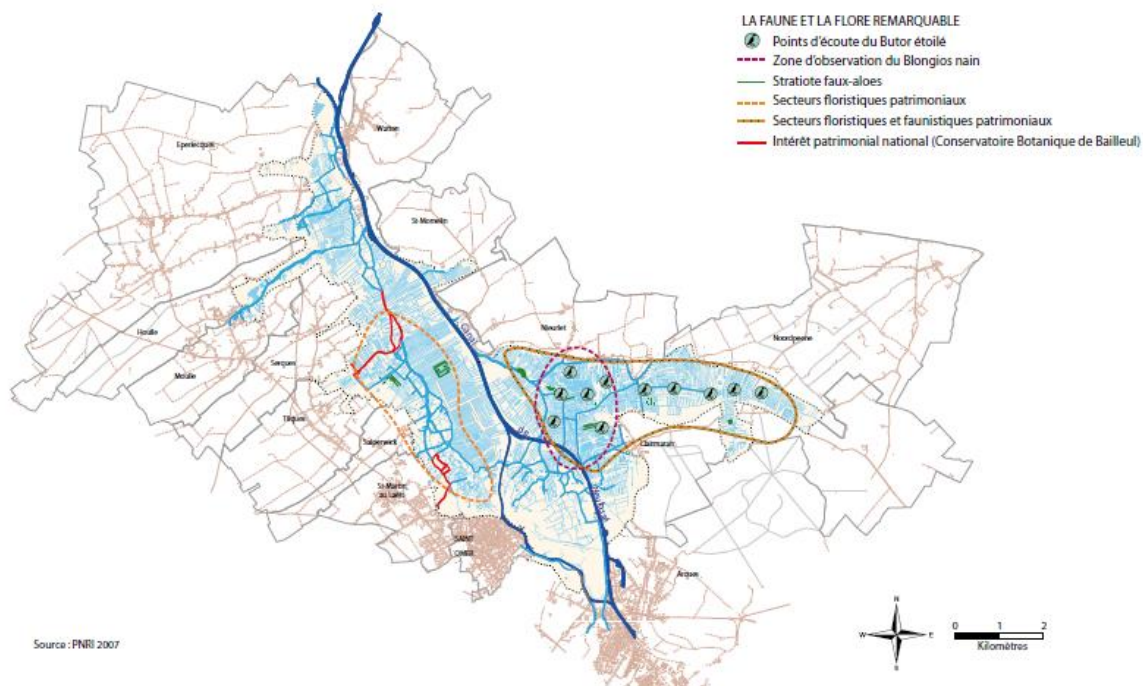 LA FAUNE ET LA FLORE REMARQUABLE
Points d'écoute du Butor étoilé
Zone d'observation du Blongios nain
Stratiote faux-aloes
Secteurs floristiques patrimoniaux
Secteurs floristiques et faunistiques patrimoniaux
Intérêt patrimonial national (Conservatoire Botanique de Bailleul)
Watten
Eperlecques
St-Momelin
Canal
Nieurlet
Noordpeene
Houlle
Moulle
Serques
Tilques
Salperwick
de
Clairmarais
St-Martin
au Laërt
SAINT
OMER
Arques
N
W
E
S
0 1 2
Kilomètres
Source : PNRI 2007